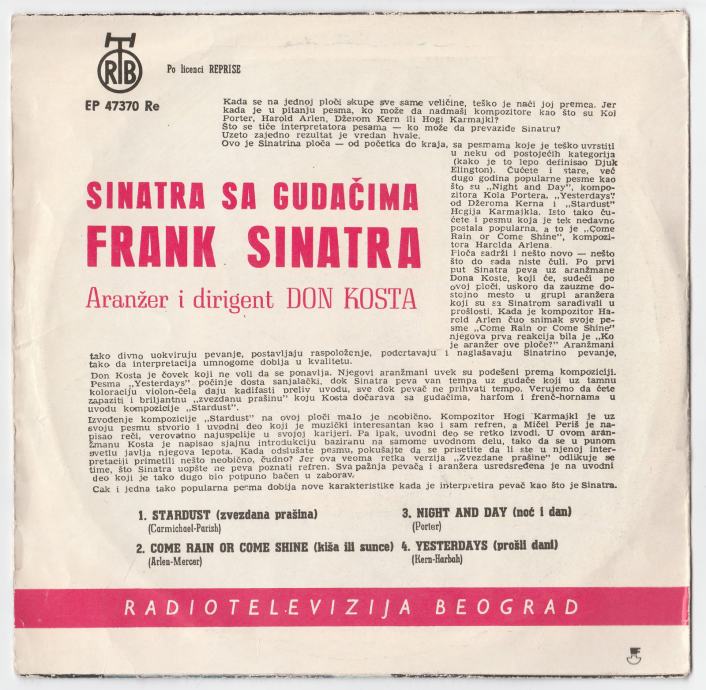 RTB
Po licenci REPRISE
EP 47370 Re
Kada se na jednoj ploči skupe sve same veličine, teško je naći joj premca. Jer
kada je u pitanju pesma, ko može da nadmaši kompozitore kao što su Kol
Porter, Harold Arlen, Džerom Kern ili Hogi Karmajkl?
Što se tiče interpretatora pesama — ko može da prevaziđe Sinatru?
Uzeto zajedno rezultat je vredan hvale.
Ovo je Sinatrina ploča — od početka do kraja, sa pesmama koje je teško uvrstiti
u neku od postojećih kategorija
(kako je to lepo definisao Djuk
Elington). Čućete i stare, već
dugo godina popularne pesme kao
što su „Night and Day", kompo-
zitora Kola Portera, „Yesterdays"
od Džeroma Kerna i „Stardust"
Hogija Karmajkla. Isto tako ču-
ćete i pesmu koja je tek nedavno
postala popularna, a to je „Come
Rain or Come Shine", kompozi-
tora Harolda Arlena.
Ploča sadrži i nešto novo — nešto
što do sada niste čuli. Po prvi
put Sinatra peva uz aranžmane
Dona Koste, koji će, sudeći po
ovoj ploči, uskoro da zauzme do-
stojno mesto u grupi aranžera
koji su sa Sinatrom sarađivali u
prošlosti. Kada je kompozitor Ha-
rold Arlen čuo snimak svoje pe-
sme „Come Rain or Come Shine"
njegova prva reakcija bila je „Ko
je aranžer ove ploče?" Aranžmani
SINATRA SA GUDAČIMA
FRANK SINATRA
Aranžer i dirigent DON KOSTA
tako divno uokviruju pevanje, postavljaju raspoloženje, podcrtavaju i naglašavaju Sinatrino pevanje,
tako da interpretacija umnogome dobija u kvalitetu.
Don Kosta je čovek koji ne voli da se ponavlja. Njegovi aranžmani uvek su podešeni prema kompoziciji.
Pesma „Yesterdays" počinje dosta sanjalački, dok Sinatra peva van tempa uz gudače koji uz tamnu
koloraciju violon-čela daju kadifasti preliv uvodu, sve dok pevač ne prihvati tempo. Verujemo da ćete
zapaziti i briljantnu „zvezdanu prašinu" koju Kosta dočarava sa gudačima, harfom i frenč-hornama u
uvodu kompozicije „Stardust".
Izvođenje kompozicije „Stardust" na ovoj ploči malo je neobično. Kompozitor Hogi Karmajkl je uz
svoju pesmu stvorio i uvodni deo koji je muzički interesantan kao i sam refren, a Mičel Periš je na-
pisao reči, verovatno najuspelije u svojoj karijeri. Pa ipak, uvodni deo se retko izvodi. U ovom aran-
žmanu Kosta je napisao sjajnu introdukciju baziranu na samome uvodnom delu, tako da se u punom
svetlu javlja njegova lepota. Kada odslušate pesmu, pokušajte da se prisetite da li ste u njenoj inter-
pretaciji primetili nešto neobično, čudno? Jer ova veoma retka verzija „Zvezdane prašine" odlikuje se
time, što Sinatra uopšte ne peva poznati refren. Sva pažnja pevača i aranžera usredsređena je na uvodni
deo koji je tako dugo bio potpuno bačen u zaborav.
Cak i jedna tako popularna pesma dobija nove karakteristike kada je interpretira pevač kao što je Sinatra.
1. STARDUST (zvezdana prašina)
(Carmichael-Parish)
2. COME RAIN OR COME SHINE (kiša ili sunce)
(Arlen-Mercer)
3. NIGHT AND DAY (noć i dan)
(Porter)
4. YESTERDAYS (prošli dani)
(Kern-Harbah)
RADIOTELEVIZIJA BEOGRAD